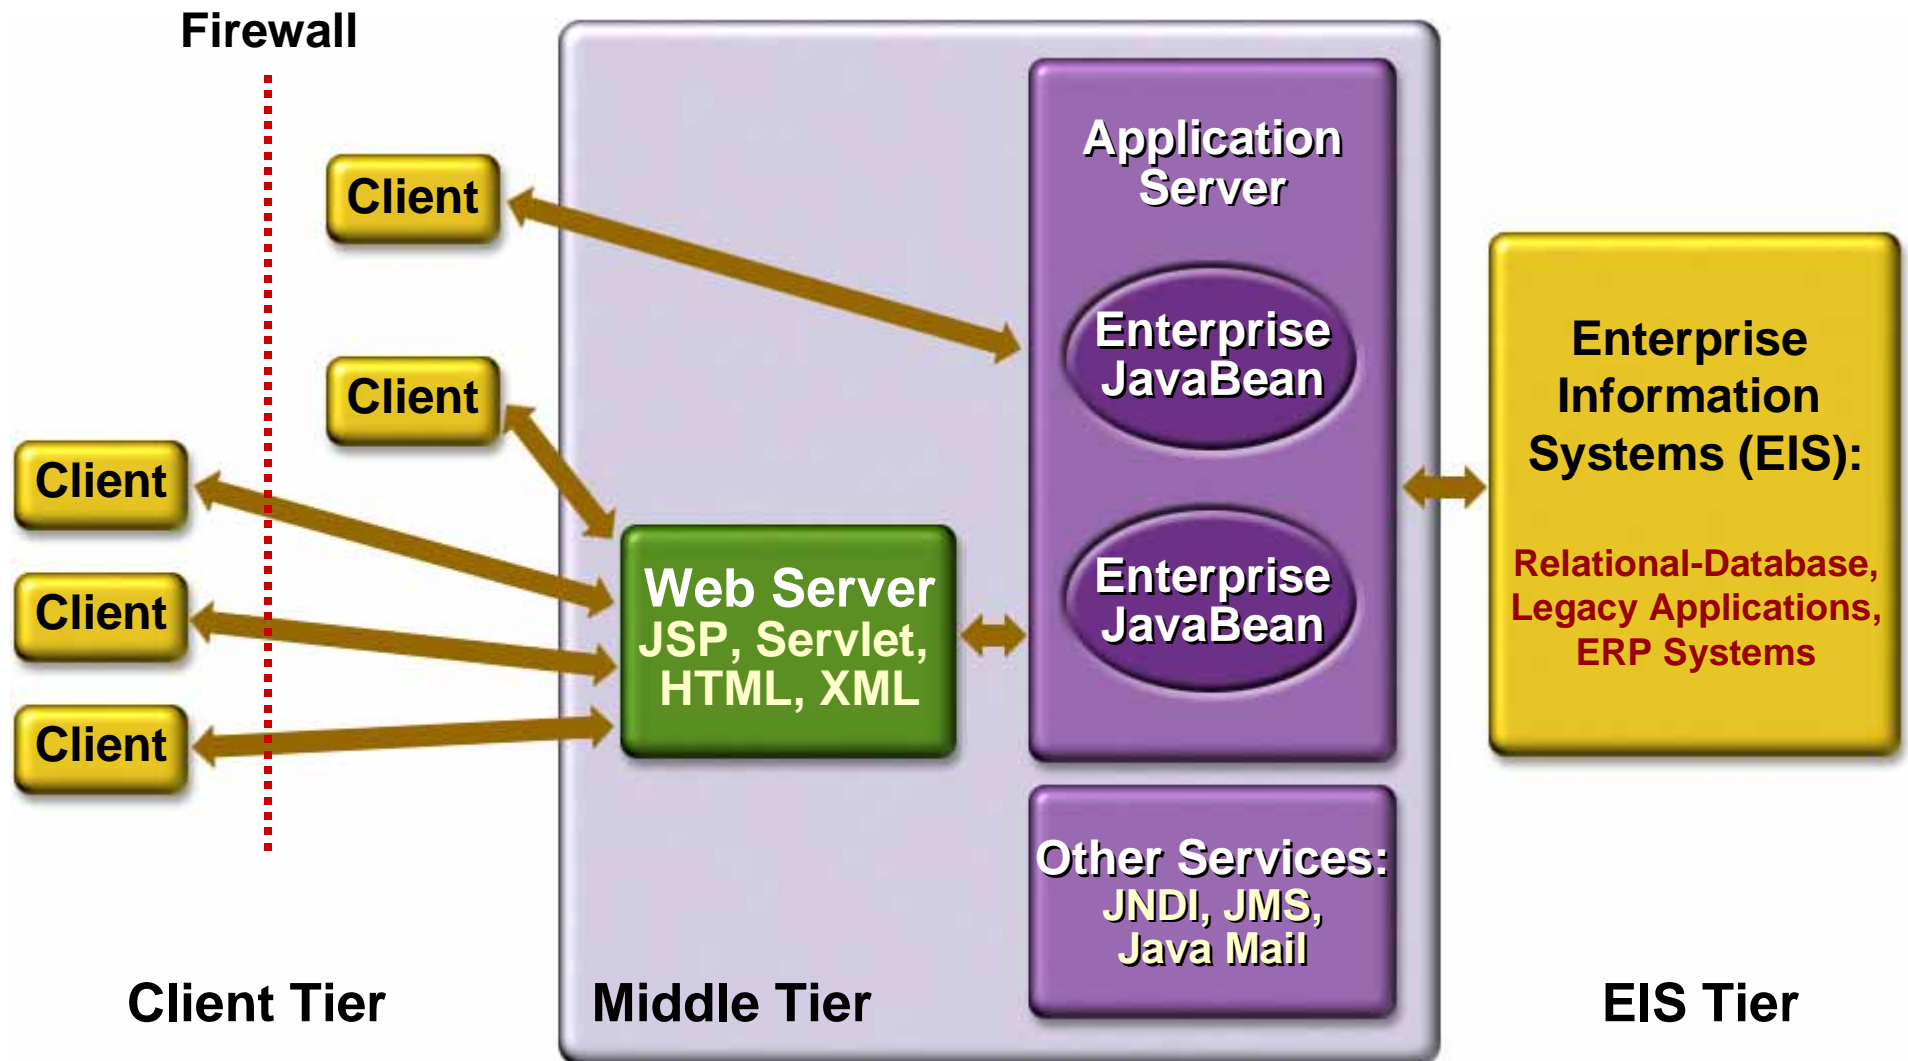 Firewall
Client
Client
Client
Client
Client
Web Server
JSP, Servlet,
HTML, XML
Application
Server
Enterprise
JavaBean
Enterprise
JavaBean
Other Services:
JNDI, JMS,
Java Mail
Enterprise
Information
Systems (EIS):
Relational-Database,
Legacy Applications,
ERP Systems
Client Tier
Middle Tier
EIS Tier